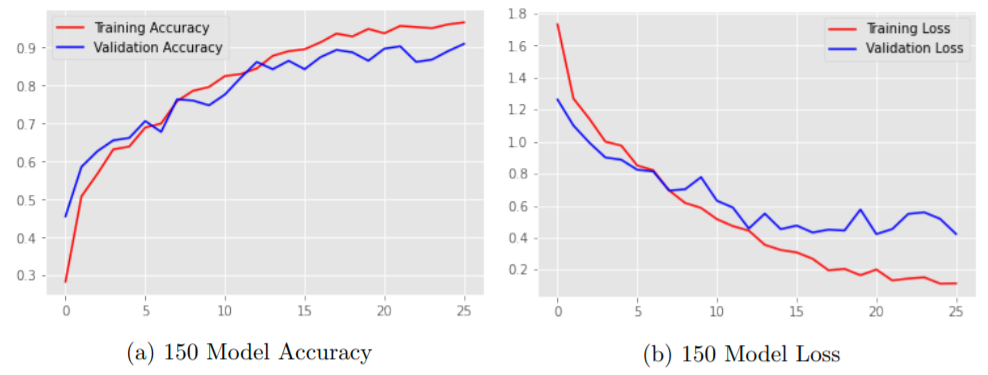 Training Accuracy
Validation Accuracy
0.9
0.8
0.7
0.6
0.5
0.4
0.3
0 5 10 15 20 25
(a) 150 Model Accuracy
Training Loss
Validation Loss
1.8
1.6
1.4
1.2
1.0
0.8
0.6
0.4
0.2
0 5 10 15 20 25
(b) 150 Model Loss